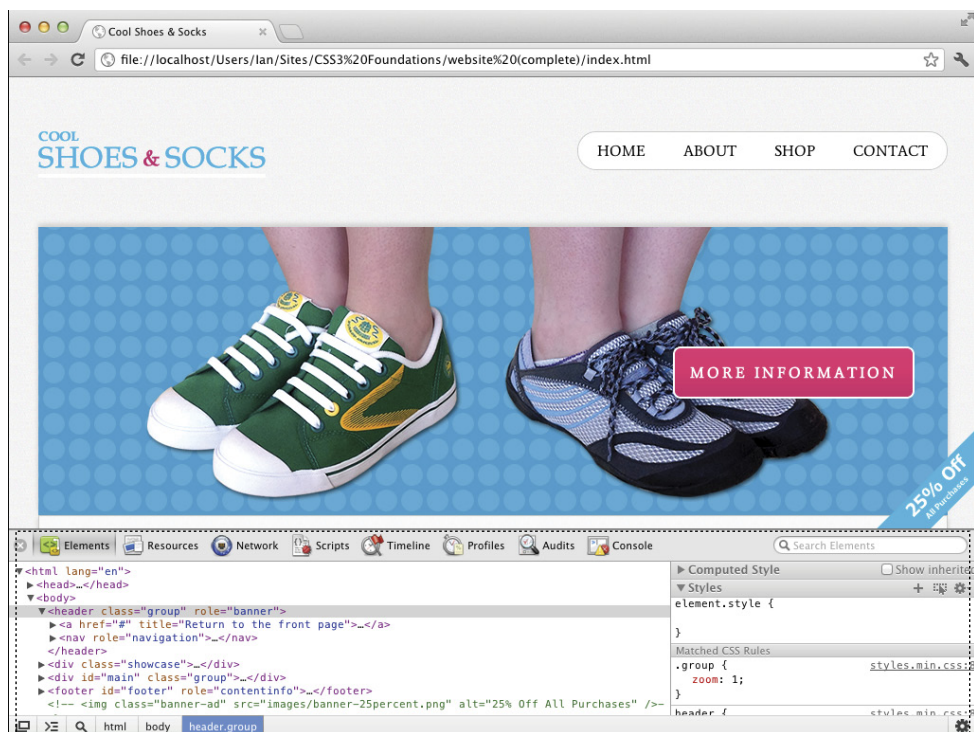 Cool Shoes & Socks
file://localhost/Users/Ian/Sites/CSS3%20Foundations/website%20(complete)/index.html
COOL
SHOES & SOCKS
HOME ABOUT SHOP CONTACT
MORE INFORMATION
25% Off
All Purchases
Elements Resources Network Scripts Timeline Profiles Audits Console Search Elements
<html lang="en">
<head>…</head>
<body>
<header class="group" role="banner">
<a href="#" title="Return to the front page">…</a>
<nav role="navigation">…</nav>
</header>
<div class="showcase">…</div>
<div id="main" class="group">…</div>
<footer id="footer" role="contentinfo">…</footer>
<!-- <img class="banner-ad" src="images/banner-25percent.png" alt="25% Off All Purchases" />-
Computed Style Show inherited
Styles
element.style {
}
Matched CSS Rules
.group { styles.min.css:
zoom: 1;
}
header { styles.min.css:
html body header.group